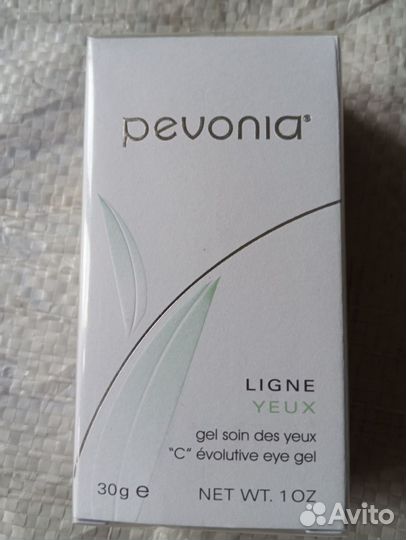 pevonia®
LIGNE
YEUX
gel soin des yeux
"C" évolutive eye gel
30g e NET WT. 1 OZ
Avito